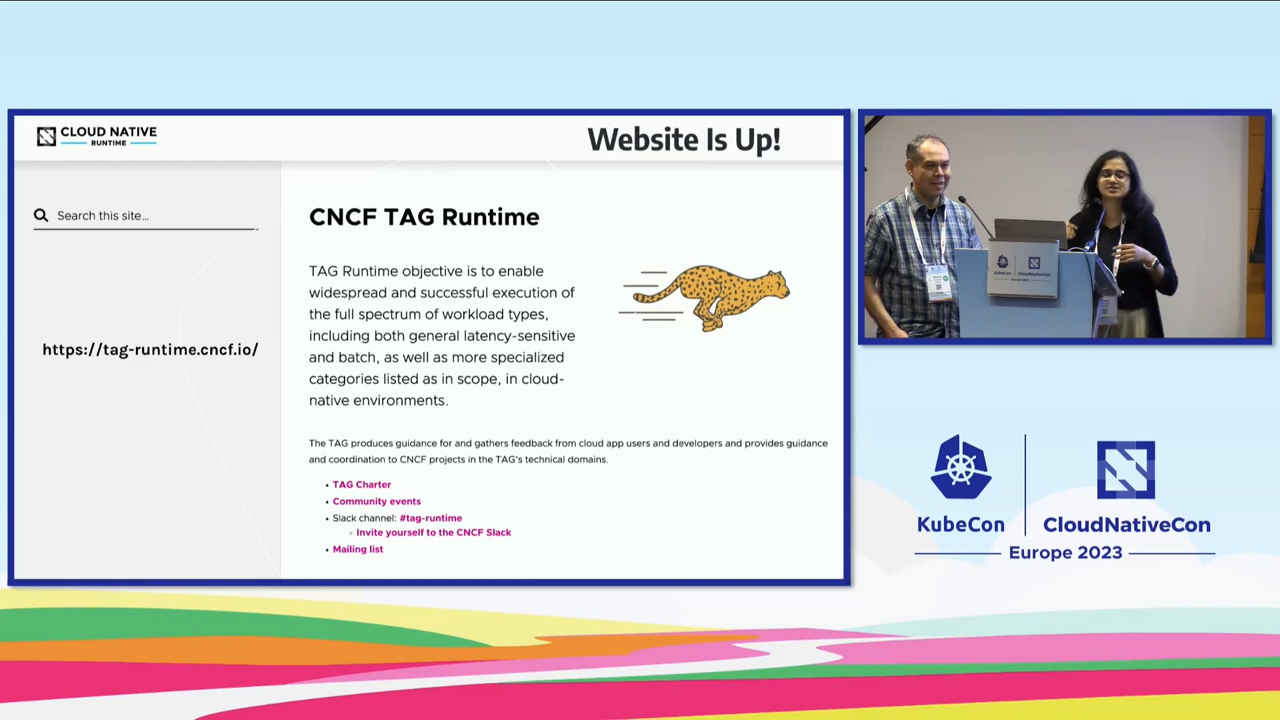 CLOUD NATIVE
RUNTIME
Website Is Up!
Search this site...
https://tag-runtime.cncf.io/
CNCF TAG Runtime
TAG Runtime objective is to enable
widespread and successful execution of
the full spectrum of workload types,
including both general latency-sensitive
and batch, as well as more specialized
categories listed as in scope, in cloud-
native environments.
The TAG produces guidance for and gathers feedback from cloud app users and developers and provides guidance
and coordination to CNCF projects in the TAG's technical domains.
• TAG Charter
• Community events
• Slack channel: #tag-runtime
◦ Invite yourself to the CNCF Slack
• Mailing list
KubeCon
CloudNativeCon
KubeCon
CloudNativeCon
Europe 2023